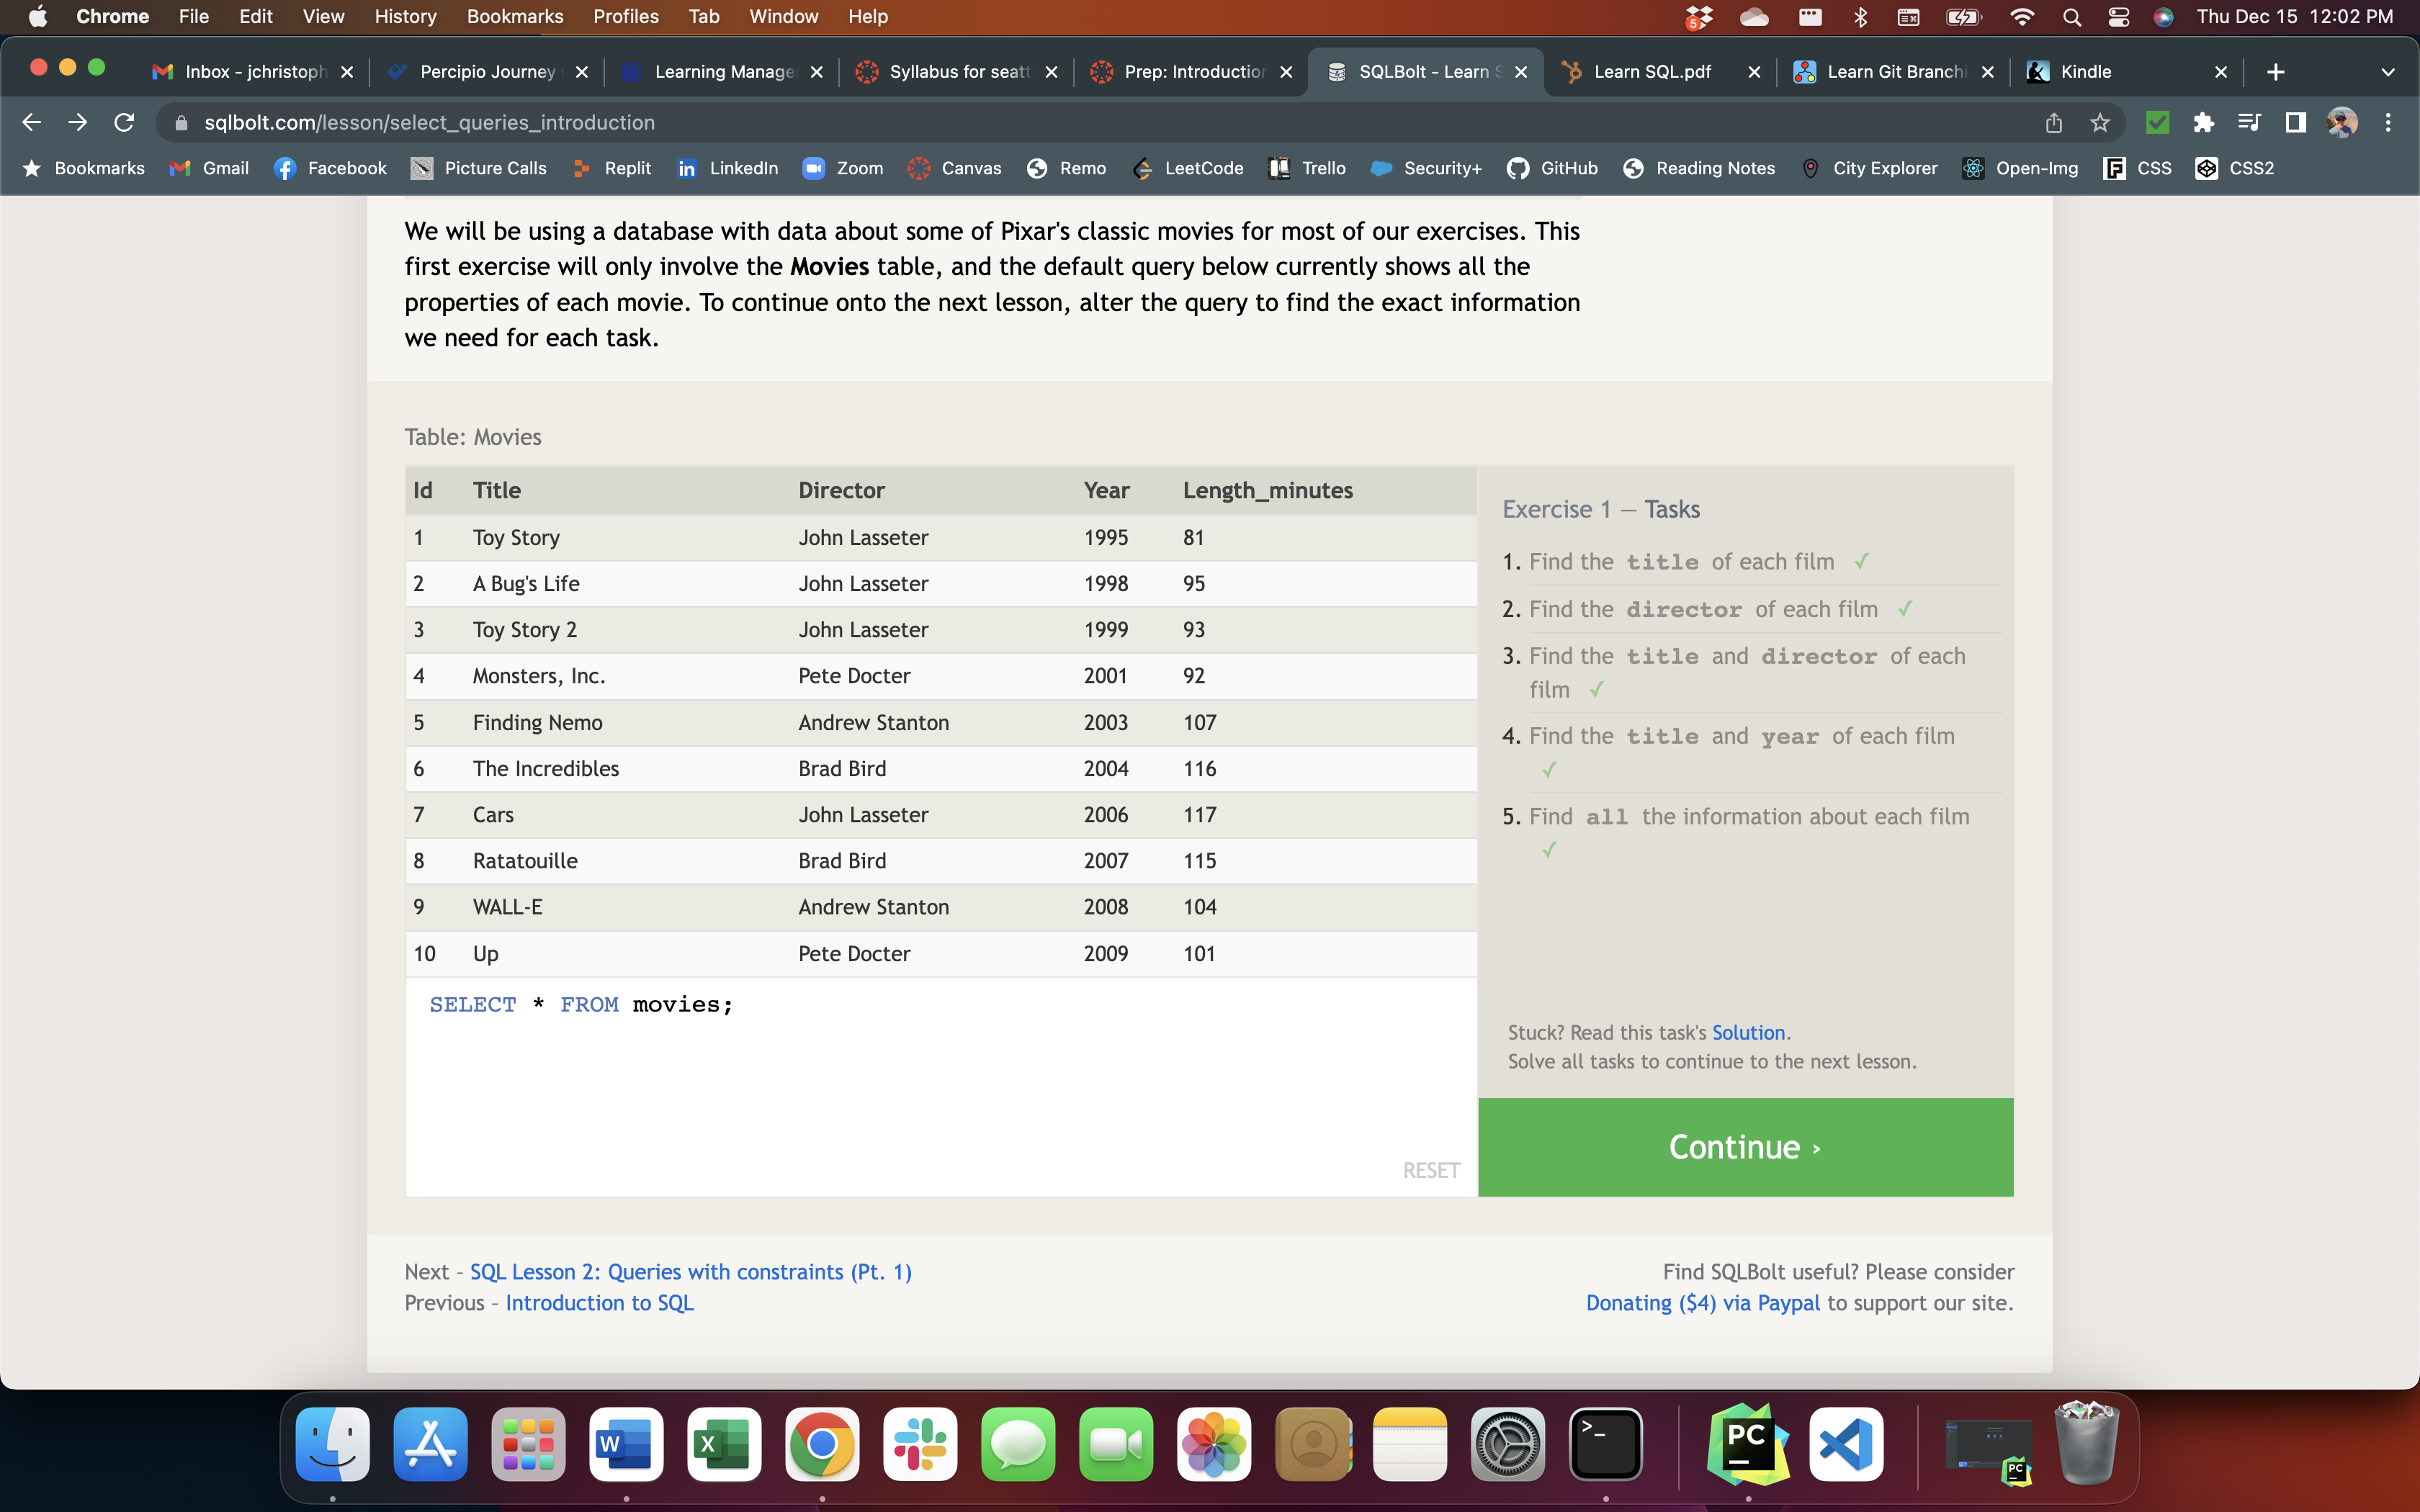 Chrome File Edit View History Bookmarks Profiles Tab Window Help 5 Thu Dec 15 12:02 PM
Inbox - jchristoph Percipio Journey Learning Manage Syllabus for seatt Prep: Introduction SQLBolt - Learn S Learn SQL.pdf Learn Git Branchi Kindle
sqlbolt.com/lesson/select_queries_introduction
Bookmarks Gmail Facebook Picture Calls Replit LinkedIn Zoom Canvas Remo LeetCode Trello Security+ GitHub Reading Notes City Explorer Open-Img CSS CSS2
We will be using a database with data about some of Pixar's classic movies for most of our exercises. This
first exercise will only involve the Movies table, and the default query below currently shows all the
properties of each movie. To continue onto the next lesson, alter the query to find the exact information
we need for each task.
Table: Movies
Id Title Director Year Length_minutes
1 Toy Story John Lasseter 1995 81
2 A Bug's Life John Lasseter 1998 95
3 Toy Story 2 John Lasseter 1999 93
4 Monsters, Inc. Pete Docter 2001 92
5 Finding Nemo Andrew Stanton 2003 107
6 The Incredibles Brad Bird 2004 116
7 Cars John Lasseter 2006 117
8 Ratatouille Brad Bird 2007 115
9 WALL-E Andrew Stanton 2008 104
10 Up Pete Docter 2009 101
SELECT * FROM movies;
RESET
Exercise 1 — Tasks
1. Find the title of each film ✓
2. Find the director of each film ✓
3. Find the title and director of each
film ✓
4. Find the title and year of each film
✓
5. Find all the information about each film
✓
Stuck? Read this task's Solution.
Solve all tasks to continue to the next lesson.
Continue ›
Next – SQL Lesson 2: Queries with constraints (Pt. 1)
Previous – Introduction to SQL
Find SQLBolt useful? Please consider
Donating ($4) via Paypal to support our site.
W X >_ PC PC